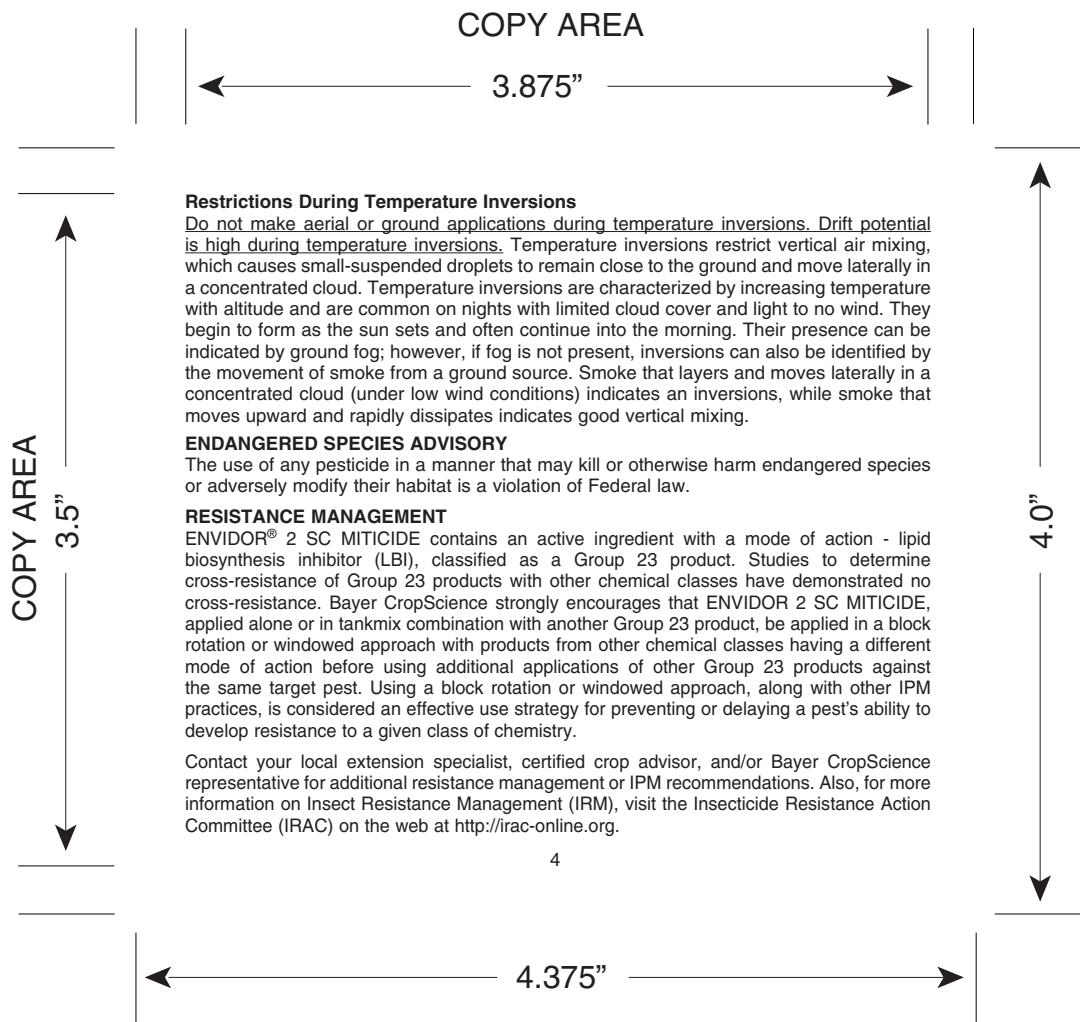 COPY AREA
3.875”
Restrictions During Temperature Inversions
Do not make aerial or ground applications during temperature inversions. Drift potential
is high during temperature inversions. Temperature inversions restrict vertical air mixing,
which causes small-suspended droplets to remain close to the ground and move laterally in
a concentrated cloud. Temperature inversions are characterized by increasing temperature
with altitude and are common on nights with limited cloud cover and light to no wind. They
begin to form as the sun sets and often continue into the morning. Their presence can be
indicated by ground fog; however, if fog is not present, inversions can also be identified by
the movement of smoke from a ground source. Smoke that layers and moves laterally in a
concentrated cloud (under low wind conditions) indicates an inversions, while smoke that
moves upward and rapidly dissipates indicates good vertical mixing.
ENDANGERED SPECIES ADVISORY
The use of any pesticide in a manner that may kill or otherwise harm endangered species
or adversely modify their habitat is a violation of Federal law.
RESISTANCE MANAGEMENT
ENVIDOR® 2 SC MITICIDE contains an active ingredient with a mode of action - lipid
biosynthesis inhibitor (LBI), classified as a Group 23 product. Studies to determine
cross-resistance of Group 23 products with other chemical classes have demonstrated no
cross-resistance. Bayer CropScience strongly encourages that ENVIDOR 2 SC MITICIDE,
applied alone or in tankmix combination with another Group 23 product, be applied in a block
rotation or windowed approach with products from other chemical classes having a different
mode of action before using additional applications of other Group 23 products against
the same target pest. Using a block rotation or windowed approach, along with other IPM
practices, is considered an effective use strategy for preventing or delaying a pest’s ability to
develop resistance to a given class of chemistry.
Contact your local extension specialist, certified crop advisor, and/or Bayer CropScience
representative for additional resistance management or IPM recommendations. Also, for more
information on Insect Resistance Management (IRM), visit the Insecticide Resistance Action
Committee (IRAC) on the web at http://irac-online.org.
4
COPY AREA
3.5”
4.0”
4.375”